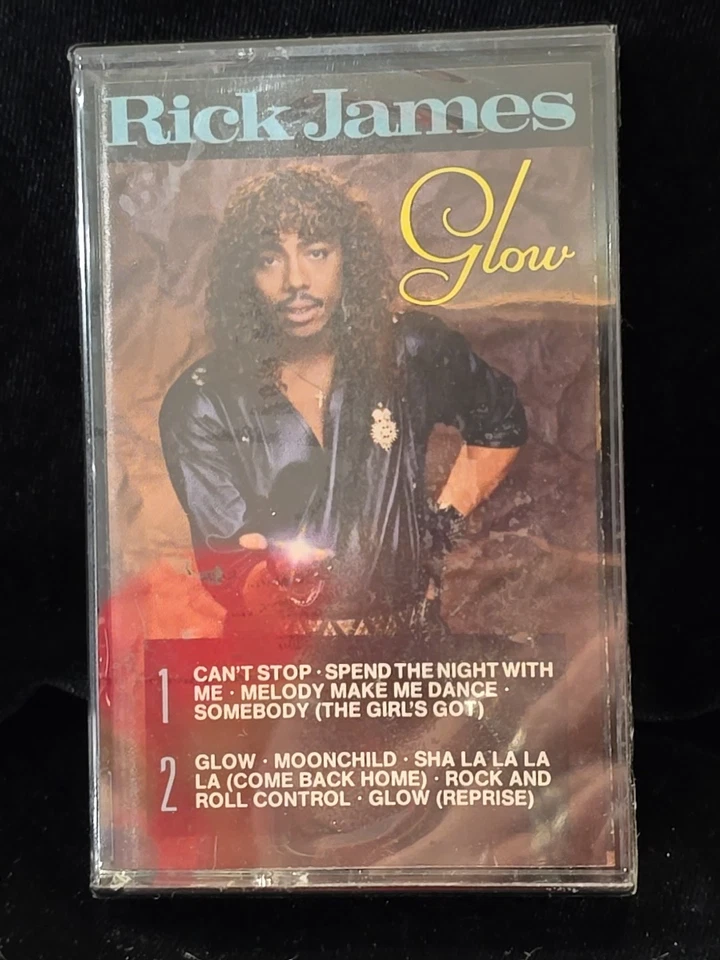 Rick James
Glow
1
CAN'T STOP · SPEND THE NIGHT WITH
ME · MELODY MAKE ME DANCE ·
SOMEBODY (THE GIRL'S GOT)
2
GLOW · MOONCHILD · SHA LA LA LA
LA (COME BACK HOME) · ROCK AND
ROLL CONTROL · GLOW (REPRISE)